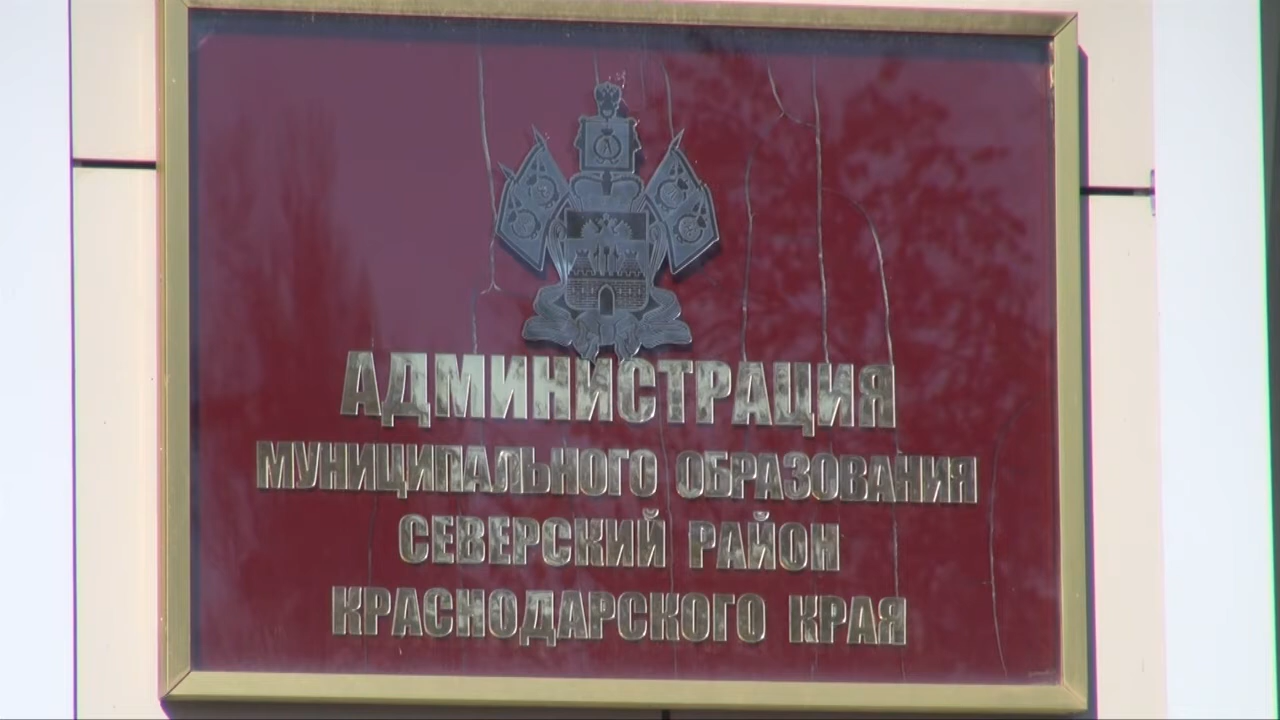 АДМИНИСТРАЦИЯ
МУНИЦИПАЛЬНОГО ОБРАЗОВАНИЯ
СЕВЕРСКИЙ РАЙОН
КРАСНОДАРСКОГО КРАЯ